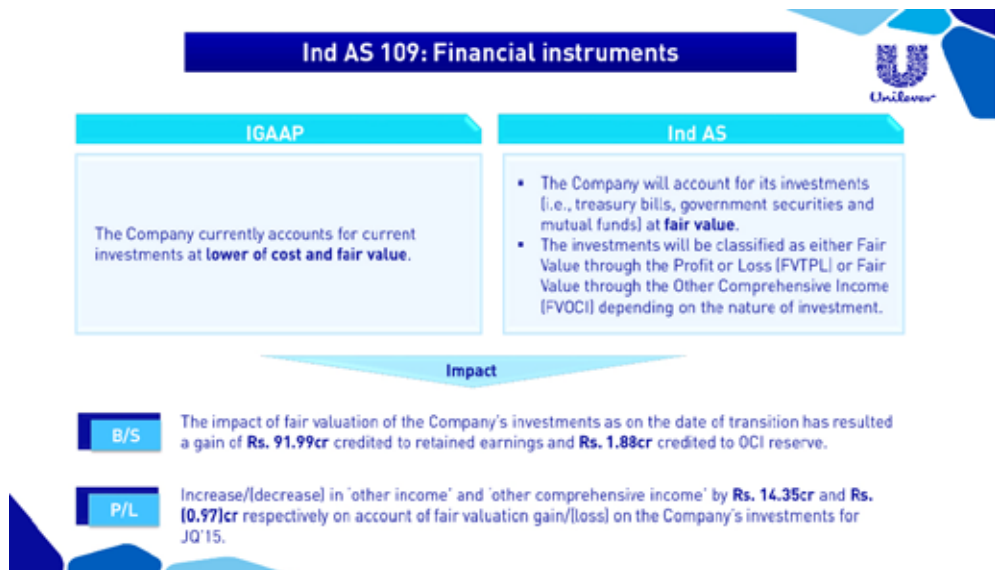 Ind AS 109: Financial instruments
Unilever
IGAAP
The Company currently accounts for current
investments at lower of cost and fair value.
Ind AS
▪ The Company will account for its investments
(i.e., treasury bills, government securities and
mutual funds) at fair value.
▪ The investments will be classified as either Fair
Value through the Profit or Loss (FVTPL) or Fair
Value through the Other Comprehensive Income
(FVOCI) depending on the nature of investment.
Impact
B/S
The impact of fair valuation of the Company's investments as on the date of transition has resulted
a gain of Rs. 91.99cr credited to retained earnings and Rs. 1.88cr credited to OCI reserve.
P/L
Increase/(decrease) in 'other income' and 'other comprehensive income' by Rs. 14.35cr and Rs.
(0.97)cr respectively on account of fair valuation gain/(loss) on the Company's investments for
JQ'15.